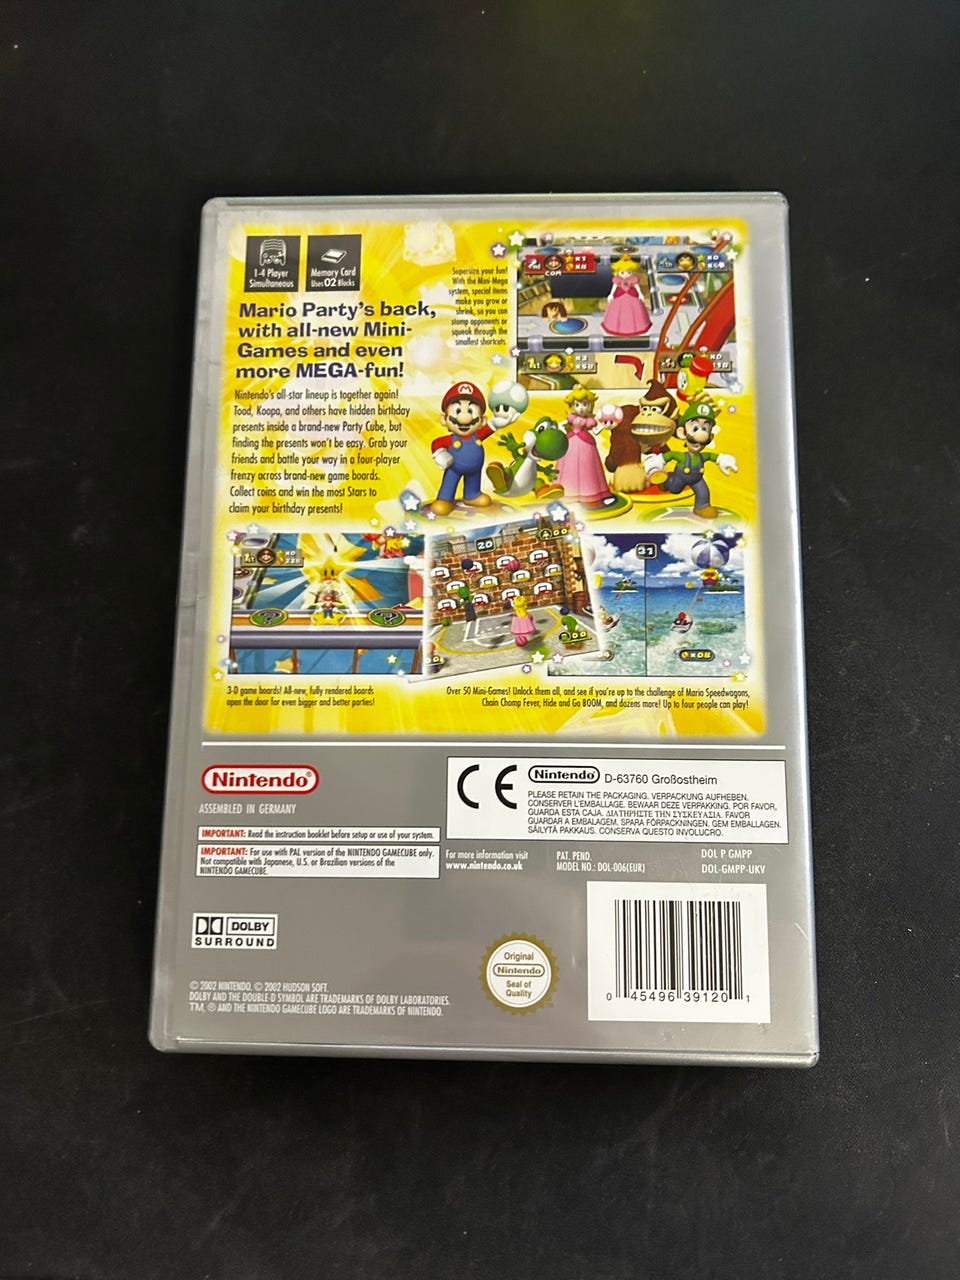 1-4 Player
Simultaneous
Memory Card
Uses 02 Blocks
Mario Party's back,
with all-new Mini-
Games and even
more MEGA-fun!
Nintendo's all-star lineup is together again!
Toad, Koopa, and others have hidden birthday
presents inside a brand-new Party Cube, but
finding the presents won't be easy. Grab your
friends and battle your way in a four-player
frenzy across brand-new game boards.
Collect coins and win the most Stars to
claim your birthday presents!
Supersize your fun!
With the Mini-Mega
system, special items
make you grow or
shrink, so you can
stomp opponents or
squeak through the
smallest shortcuts.
COM
20
31
3-D game boards! All-new, fully rendered boards
open the door for even bigger and better parties!
Over 50 Mini-Games! Unlock them all, and see if you're up to the challenge of Mario Speedwagons,
Chain Chomp Fever, Hide and Go BOOM, and dozens more! Up to four people can play!
Nintendo®
ASSEMBLED IN GERMANY
IMPORTANT: Read the instruction booklet before setup or use of your system.
IMPORTANT: For use with PAL version of the NINTENDO GAMECUBE only.
Not compatible with Japanese, U.S. or Brazilian versions of the
NINTENDO GAMECUBE.
CE
Nintendo D-63760 Großostheim
PLEASE RETAIN THE PACKAGING. VERPACKUNG AUFHEBEN.
CONSERVER L'EMBALLAGE. BEWAAR DEZE VERPAKKING. POR FAVOR,
GUARDA ESTA CAJA. ΔΙΑΤΗΡΗΣΤΕ ΤΗΝ ΣΥΣΚΕΥΑΣΙΑ. FAVOR
GUARDAR A EMBALAGEM. SPARA FÖRPACKNINGEN. GEM EMBALLAGEN.
SÄILYTÄ PAKKAUS. CONSERVA QUESTO INVOLUCRO.
For more information visit
www.nintendo.co.uk
PAT. PEND.
MODEL NO.: DOL-006(EUR)
DOL P GMPP
DOL-GMPP-UKV
DOLBY
SURROUND
Original
Nintendo
Seal of
Quality
0 45496 39120 1
© 2002 NINTENDO. © 2002 HUDSON SOFT.
DOLBY AND THE DOUBLE-D SYMBOL ARE TRADEMARKS OF DOLBY LABORATORIES.
TM, ® AND THE NINTENDO GAMECUBE LOGO ARE TRADEMARKS OF NINTENDO.